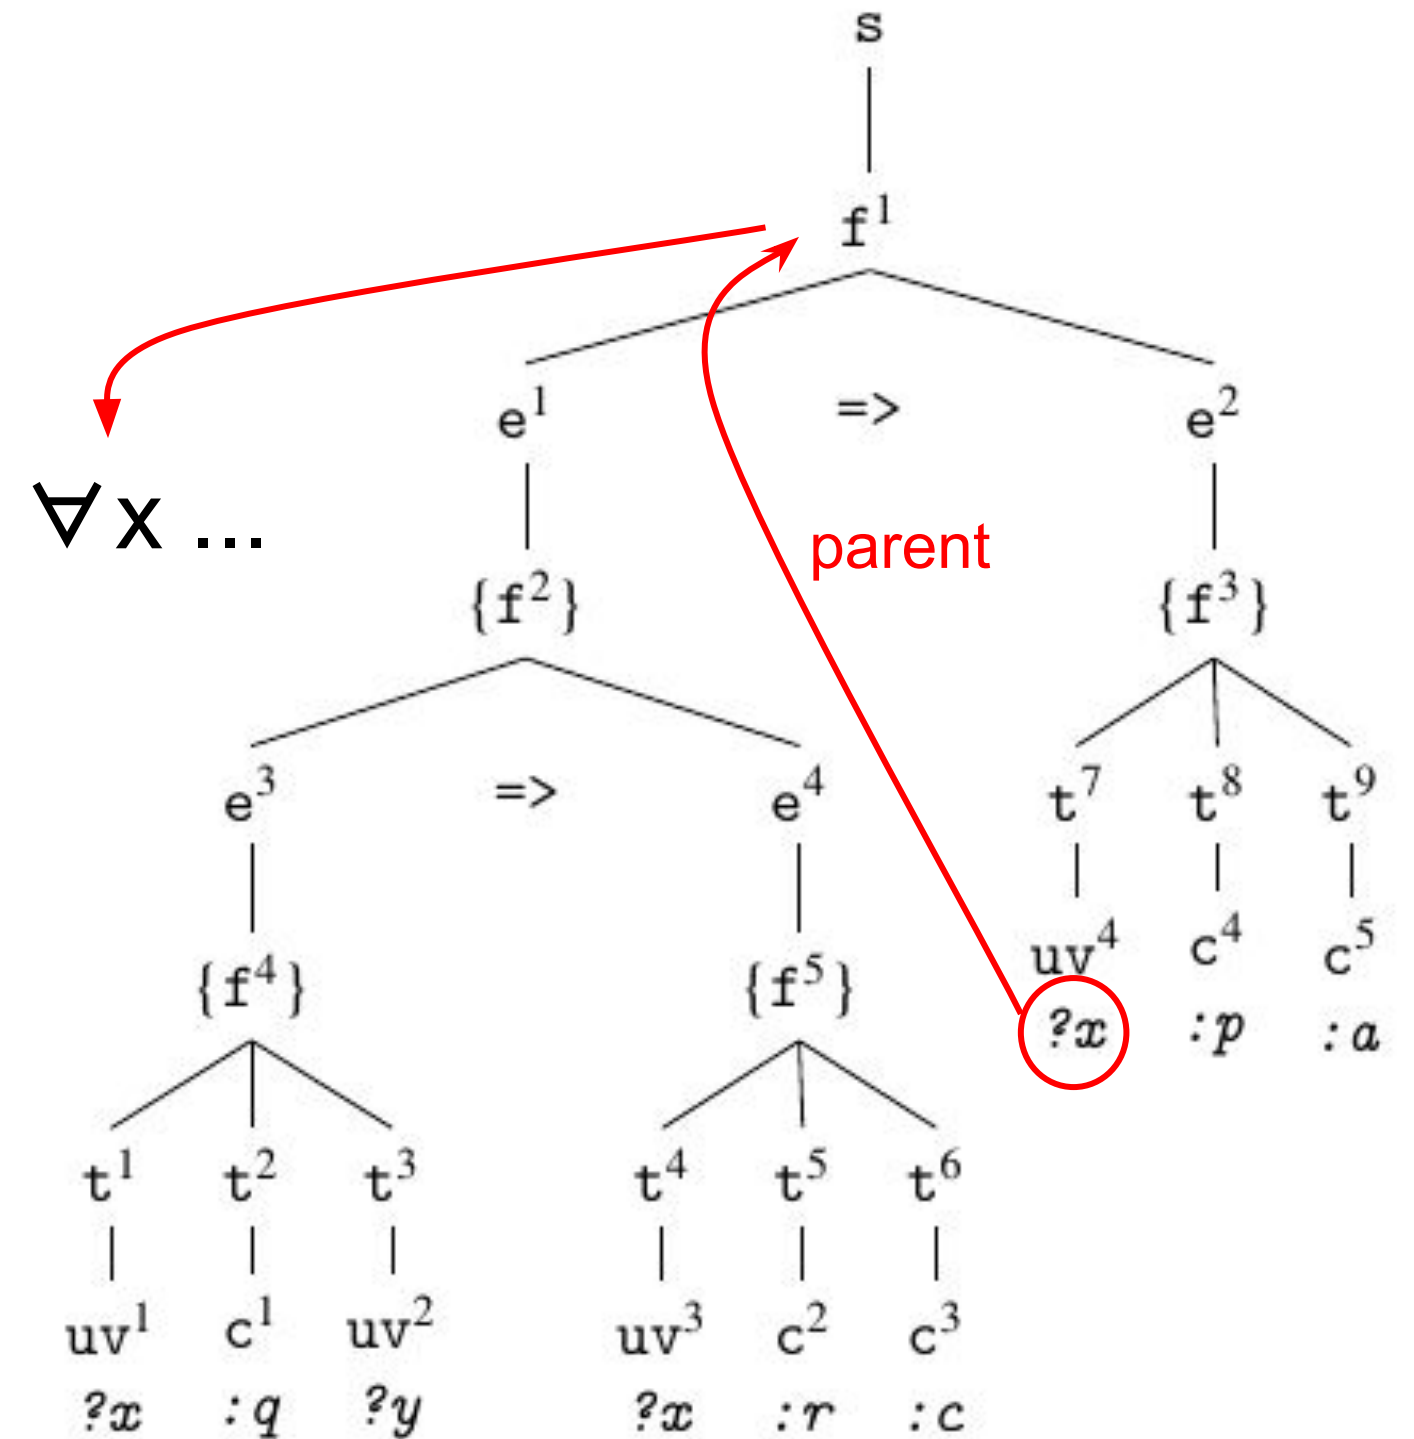 s
f¹
e¹ => e²
∀x ...
parent
{f²} {f³}
e³ => e⁴ t⁷ t⁸ t⁹
uv⁴ c⁴ c⁵
{f⁴} {f⁵} ?x :p :a
t¹ t² t³ t⁴ t⁵ t⁶
uv¹ c¹ uv² uv³ c² c³
?x :q ?y ?x :r :c